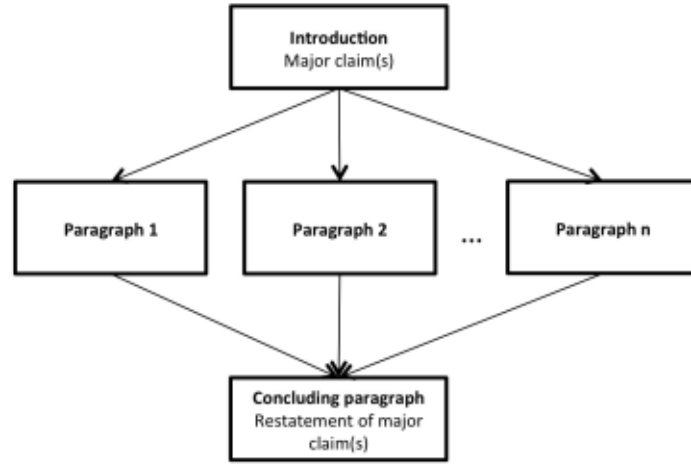 Introduction
Major claim(s)
Paragraph 1
Paragraph 2
...
Paragraph n
Concluding paragraph
Restatement of major
claim(s)